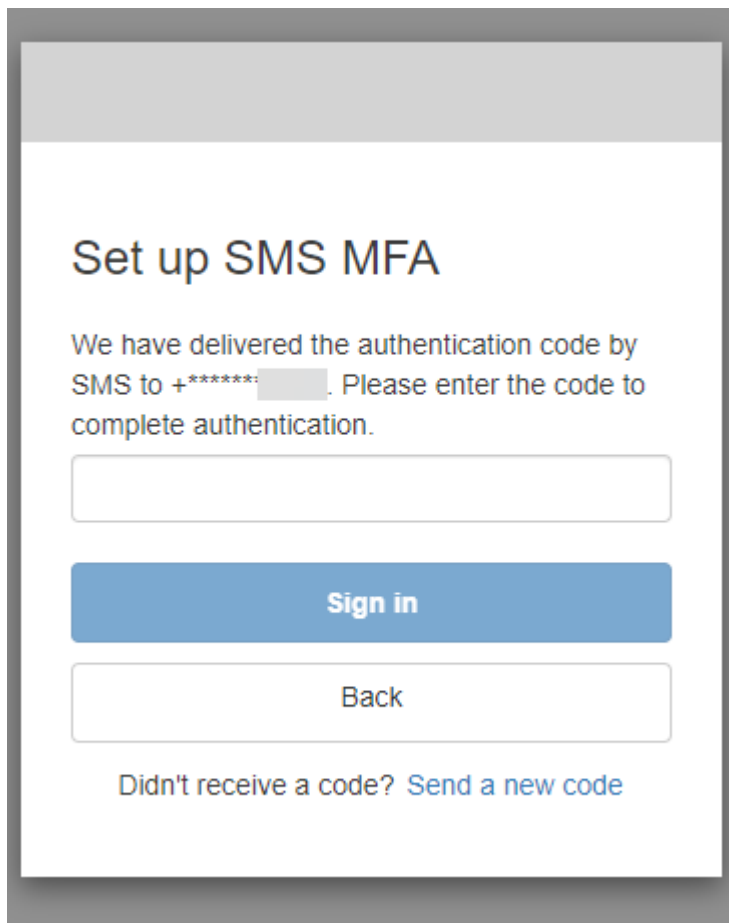 Set up SMS MFA
We have delivered the authentication code by
SMS to +*******. Please enter the code to
complete authentication.
Sign in
Back
Didn't receive a code? Send a new code